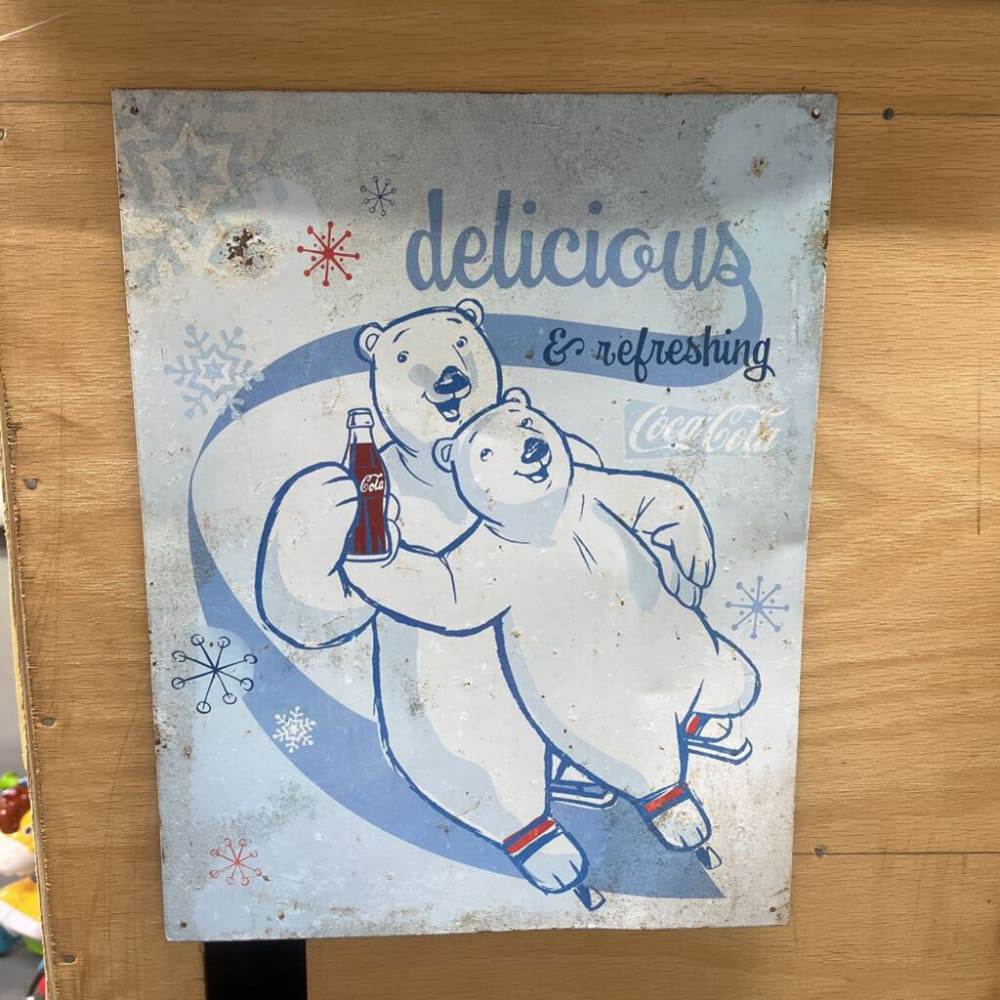 delicious
& refreshing
Coca-Cola
Cola